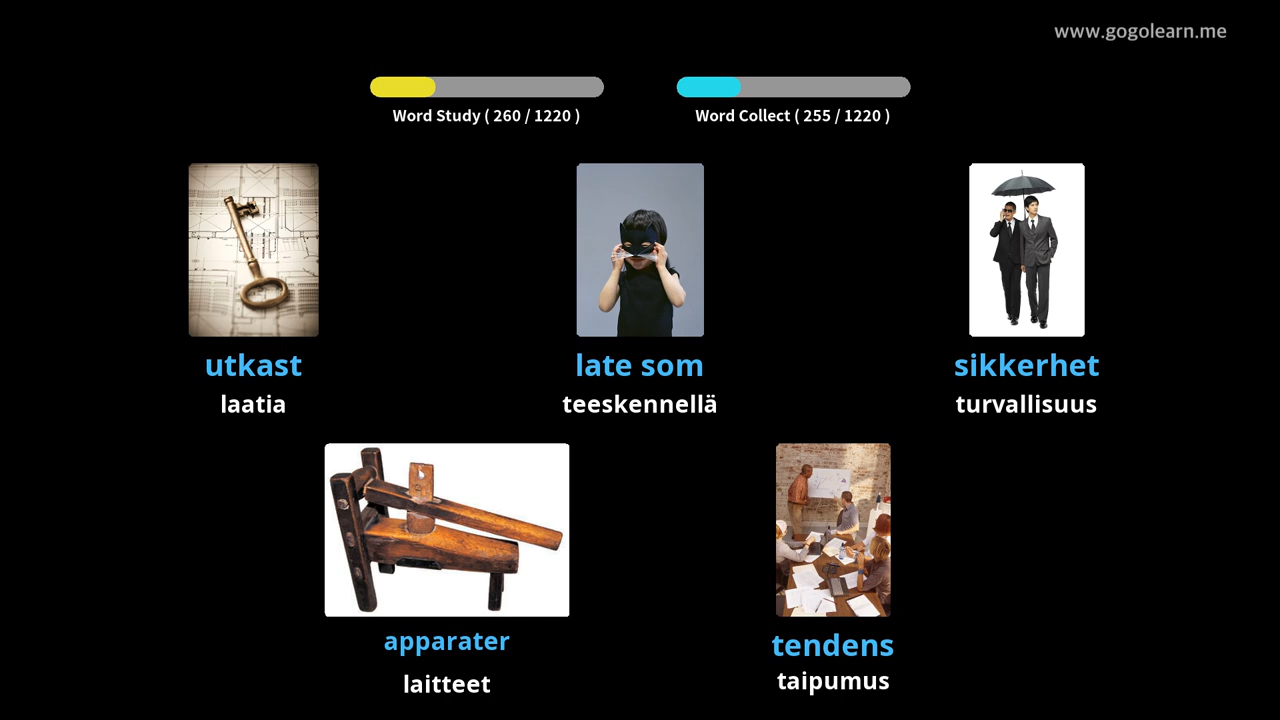 www.gogolearn.me
Word Study ( 260 / 1220 )
Word Collect ( 255 / 1220 )
utkast
laatia
late som
teeskennellä
sikkerhet
turvallisuus
apparater
laitteet
tendens
taipumus